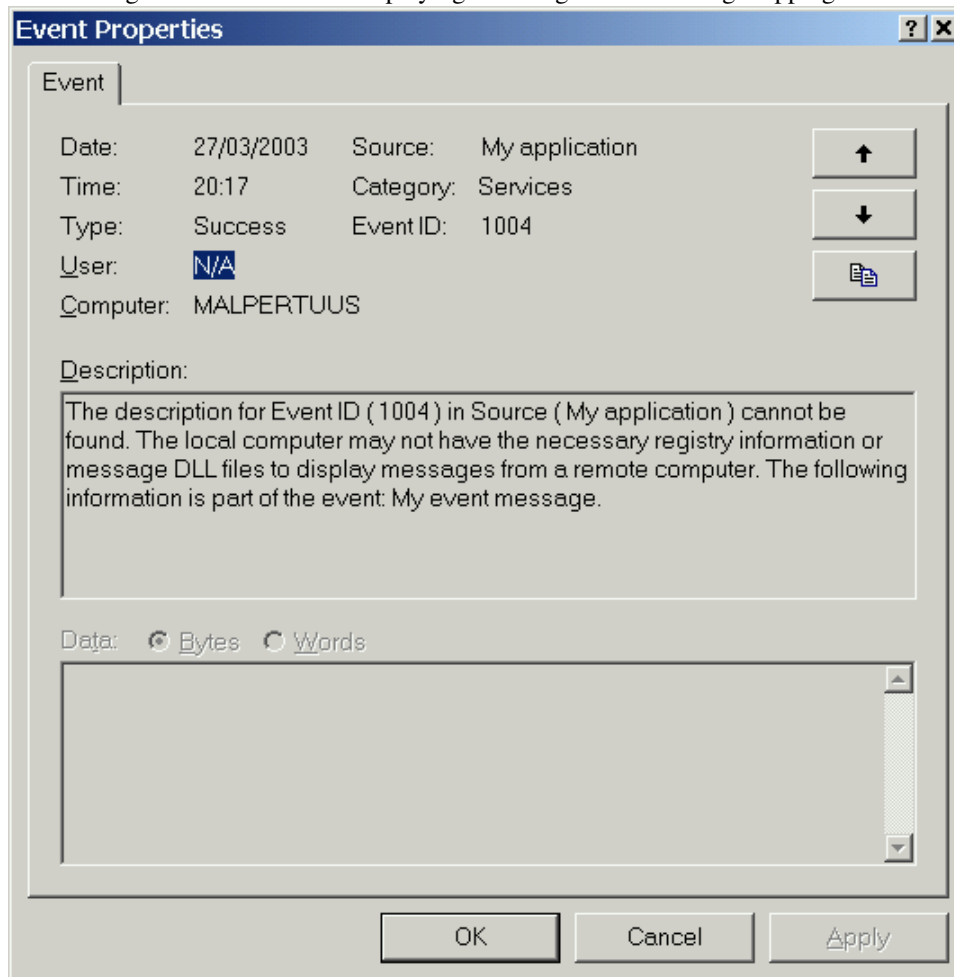 Event Properties
Event
Date: 27/03/2003 Source: My application
Time: 20:17 Category: Services
Type: Success Event ID: 1004
User: N/A
Computer: MALPERTUUS
Description:
The description for Event ID ( 1004 ) in Source ( My application ) cannot be
found. The local computer may not have the necessary registry information or
message DLL files to display messages from a remote computer. The following
information is part of the event: My event message.
Data: Bytes Words
OK Cancel Apply